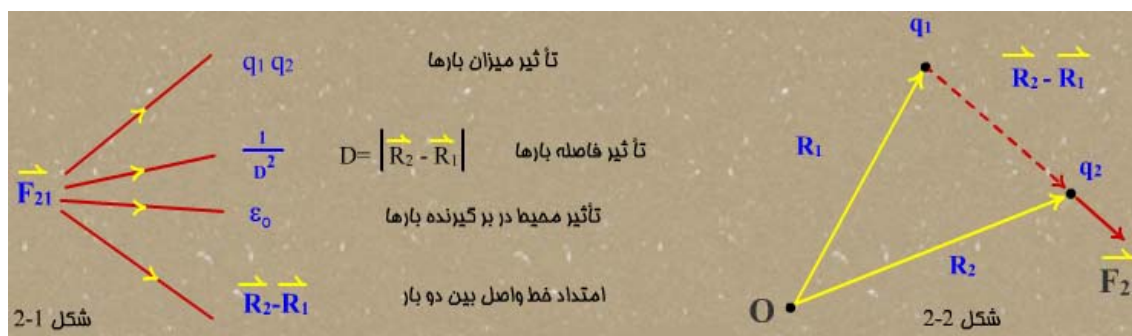 q1 q2 تأثیر میزان بارها
1/D² D= |R2 - R1| تأثیر فاصله بارها
F21
ε0 تأثیر محیط در بر گیرنده بارها
R2-R1 امتداد خط واصل بین دو بار
شکل 2-1
q1
R2 - R1
R1
q2
R2
F2
O
شکل 2-2